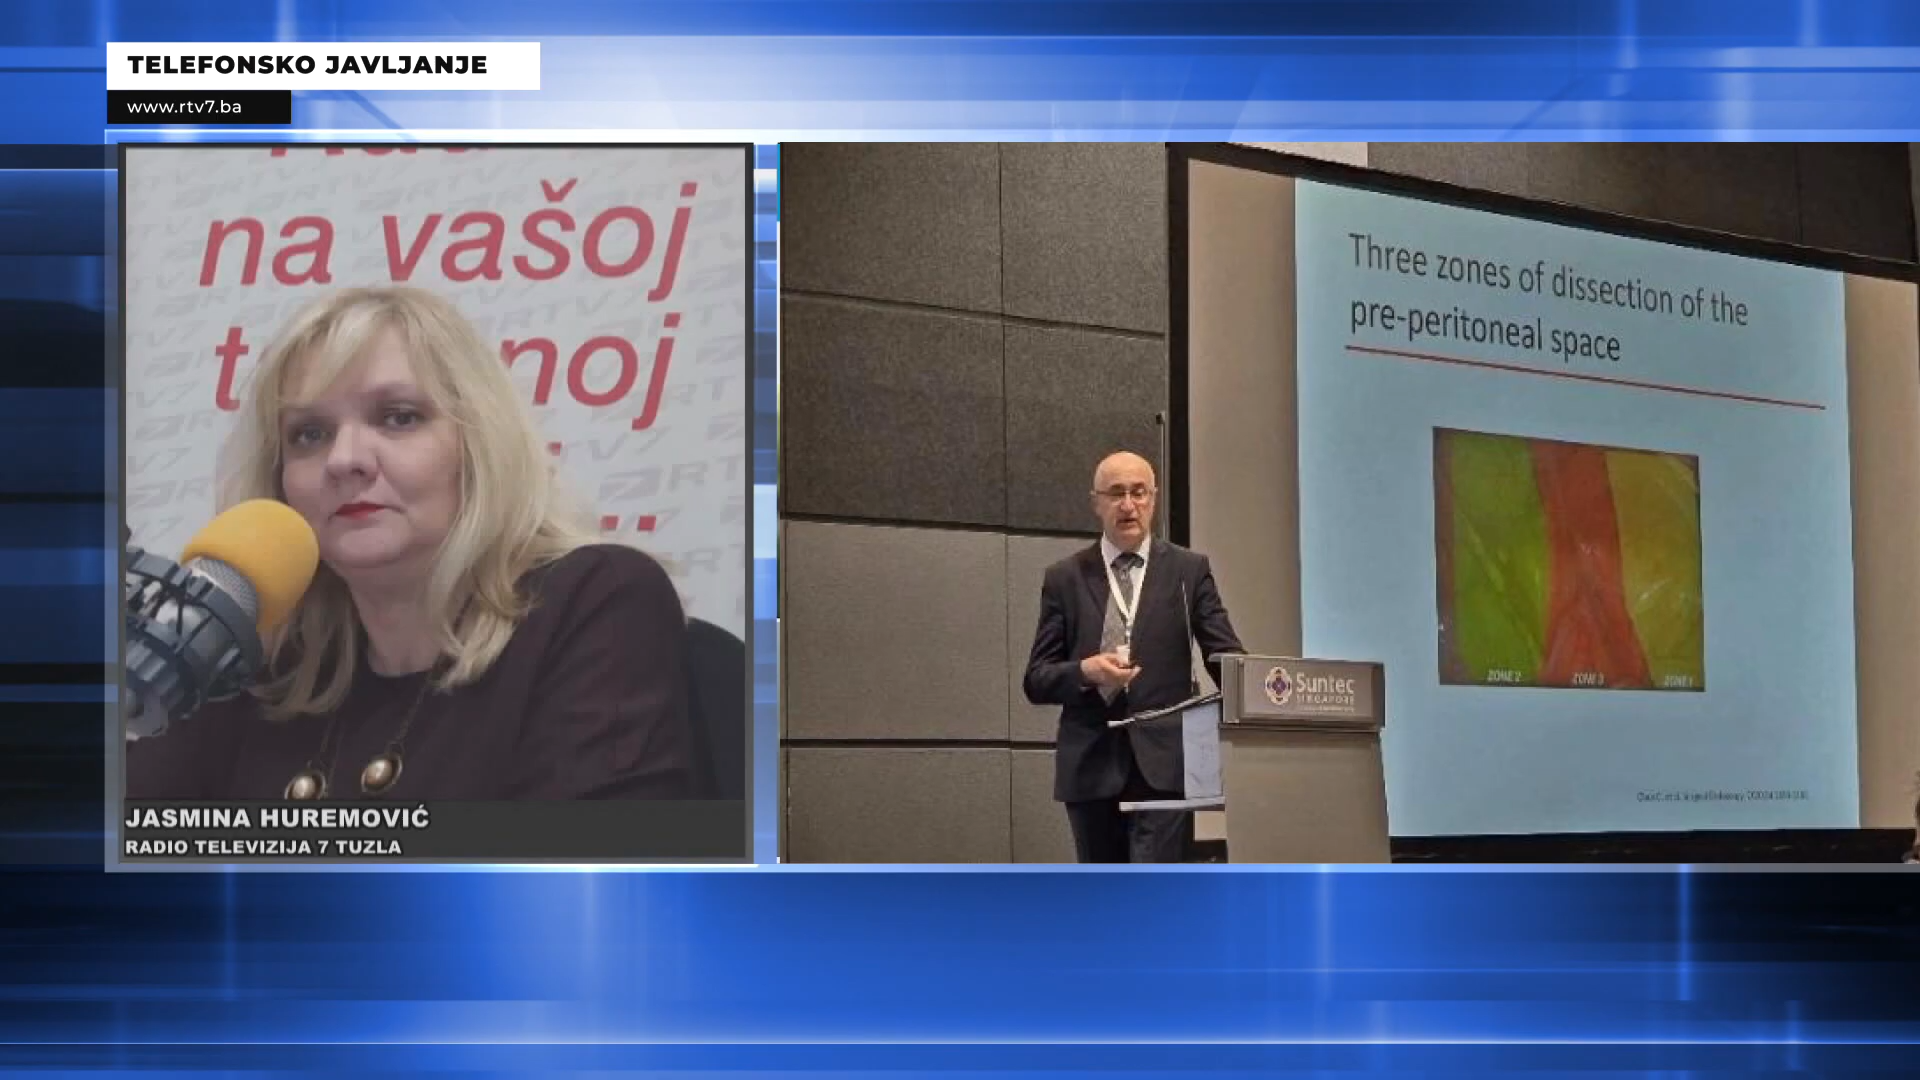 TELEFONSKO JAVLJANJE
www.rtv7.ba
na vašoj
noj
JASMINA HUREMOVIĆ
RADIO TELEVIZIJA 7 TUZLA
Three zones of dissection of the
pre-peritoneal space
ZONE 2 ZONE 3 ZONE 1
Suntec
SINGAPORE